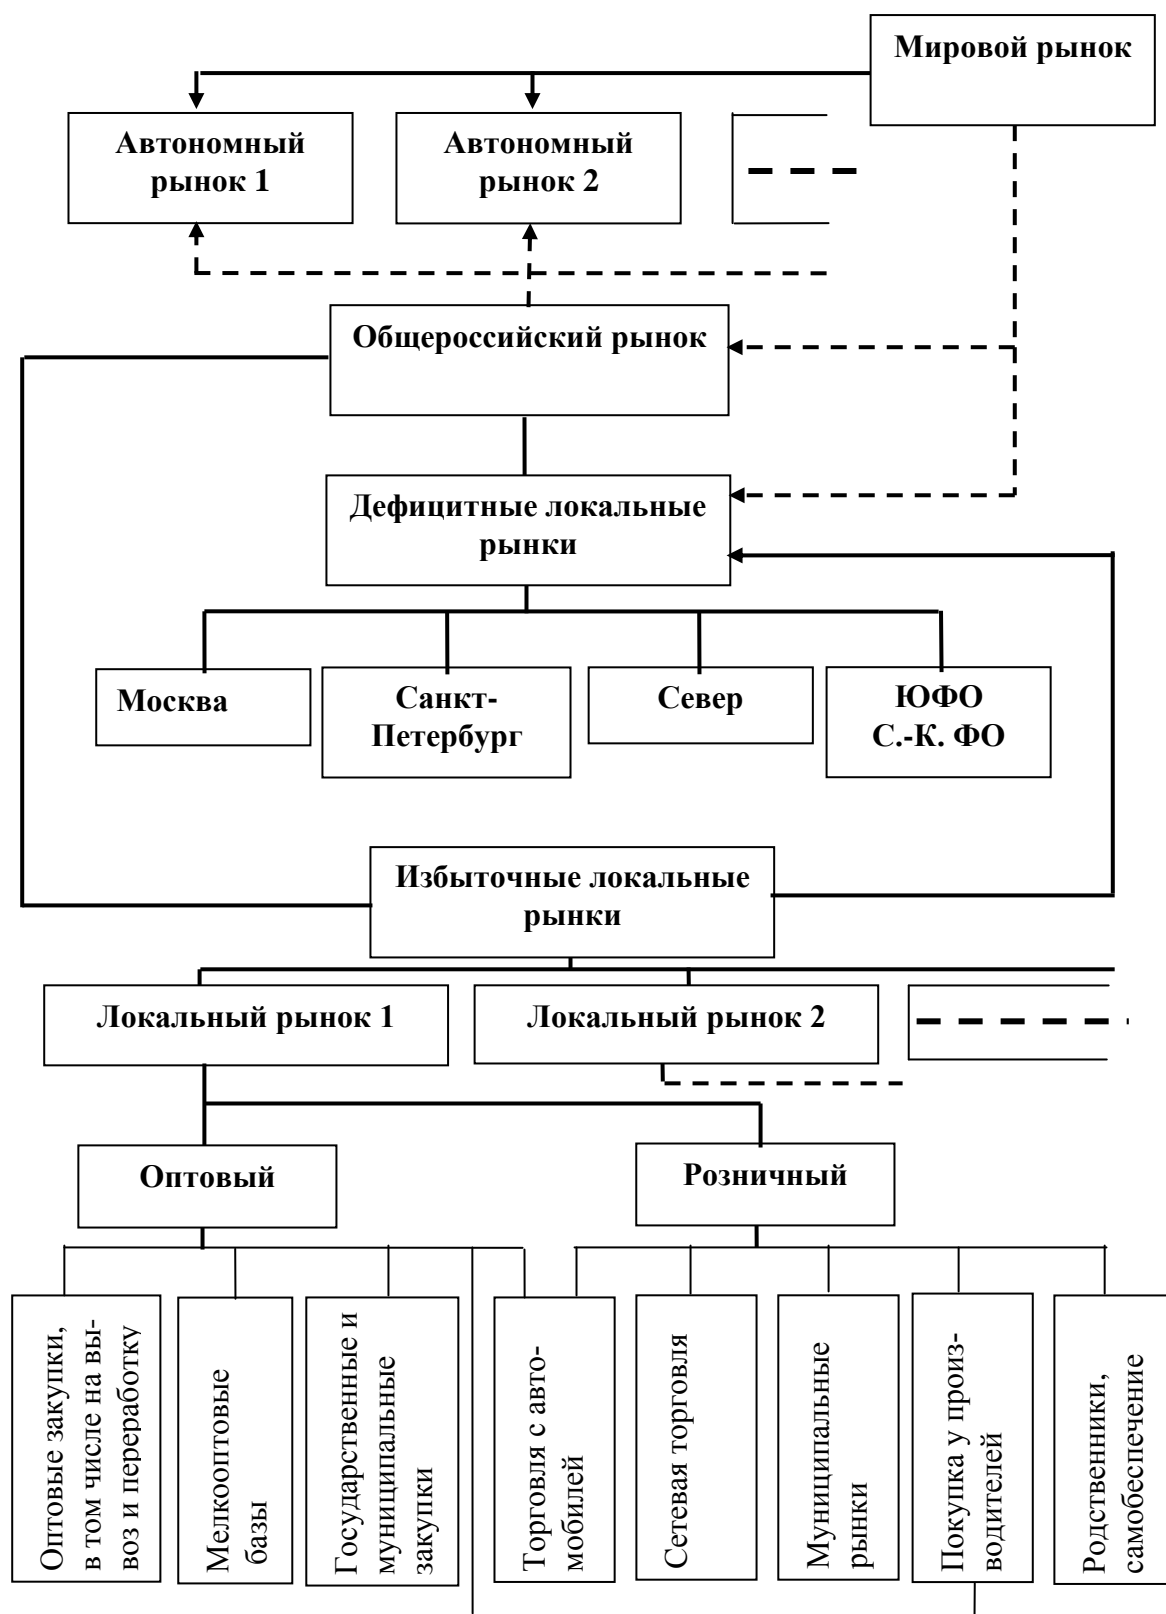 Мировой рынок
Автономный
рынок 1
Автономный
рынок 2
Общероссийский рынок
Дефицитные локальные
рынки
Москва
Санкт-
Петербург
Север
ЮФО
С.-К. ФО
Избыточные локальные
рынки
Локальный рынок 1
Локальный рынок 2
Оптовый
Розничный
Оптовые закупки,
в том числе на вы-
воз и переработку
Мелкооптовые
базы
Государственные и
муниципальные
закупки
Торговля с авто-
мобилей
Сетевая торговля
Муниципальные
рынки
Покупка у произ-
водителей
Родственники,
самобеспечение